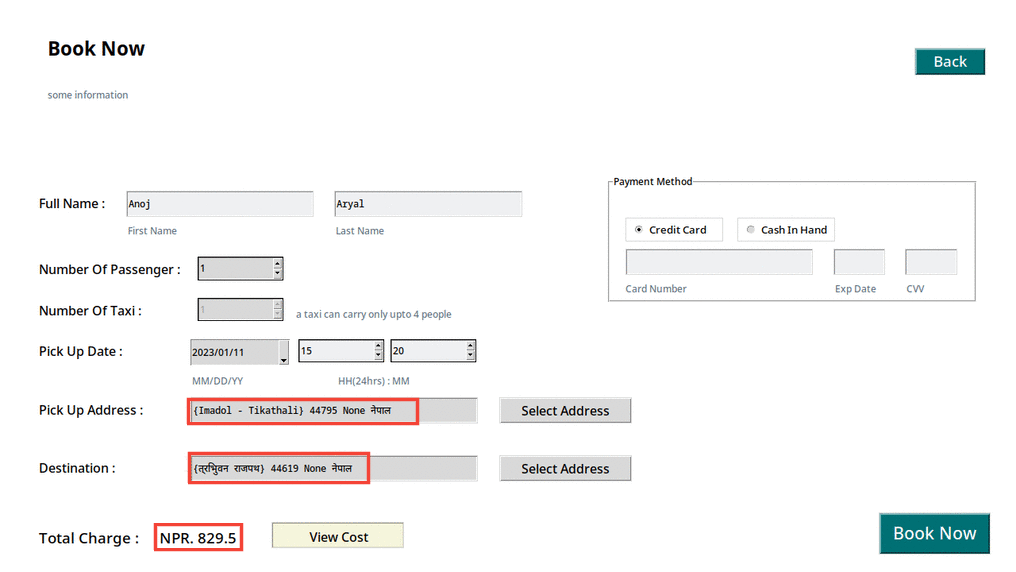 Book Now
Back
some information
Payment Method
Full Name : Anoj Aryal
First Name Last Name
Credit Card Cash In Hand
Card Number Exp Date CVV
Number Of Passenger : 1
Number Of Taxi : 1 a taxi can carry only upto 4 people
Pick Up Date : 2023/01/11 15 20
MM/DD/YY HH(24hrs) : MM
Pick Up Address : {Imadol - Tikathali} 44795 None नेपाल Select Address
Destination : {त्रिभुवन राजपथ} 44619 None नेपाल Select Address
Total Charge : NPR. 829.5 View Cost Book Now